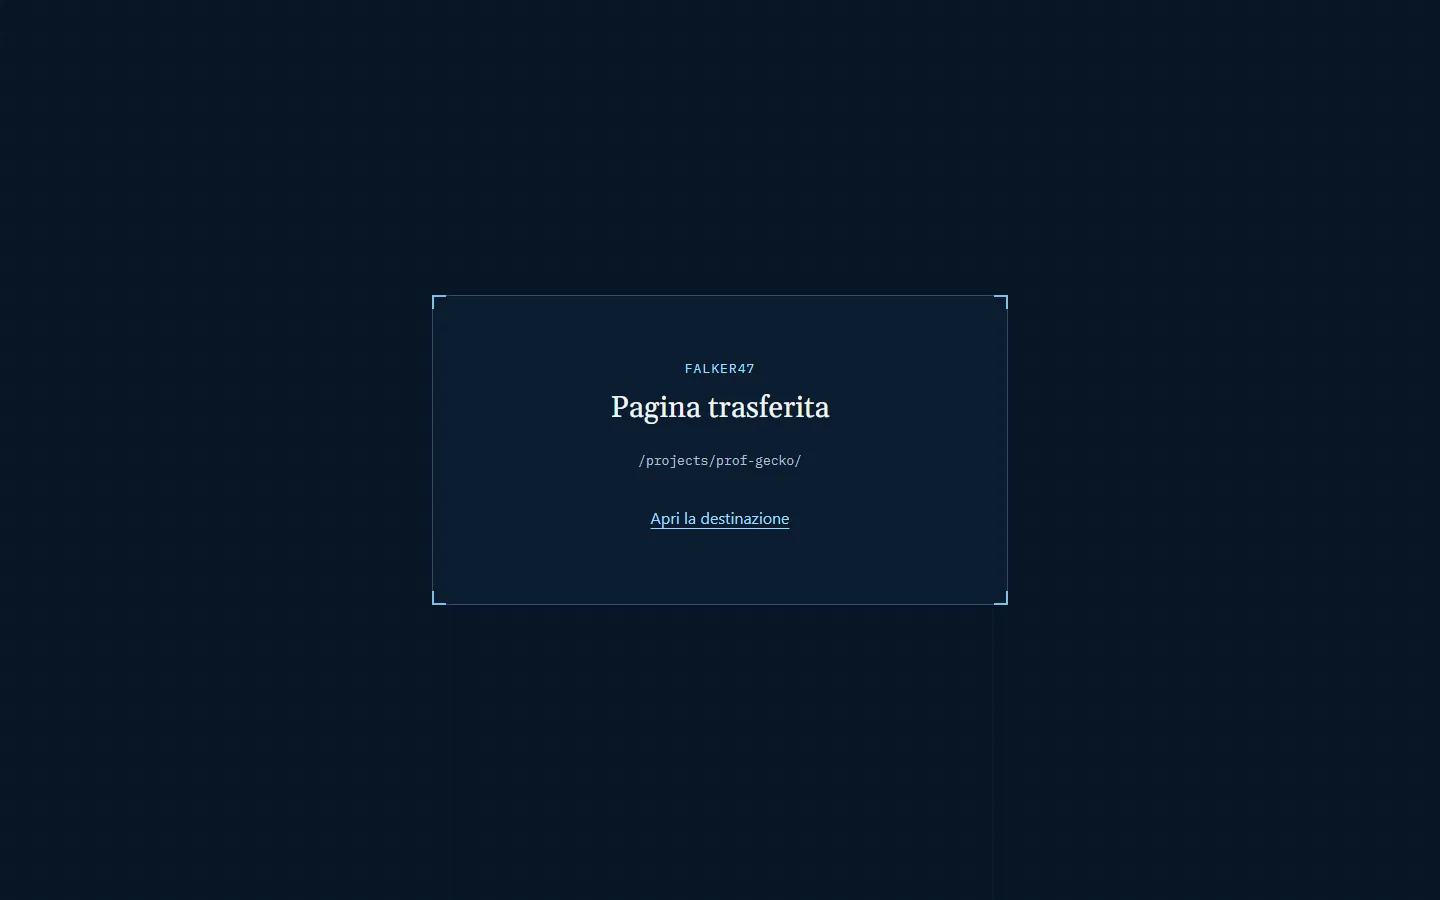 FALKER47
Pagina trasferita
/projects/prof-gecko/
Apri la destinazione